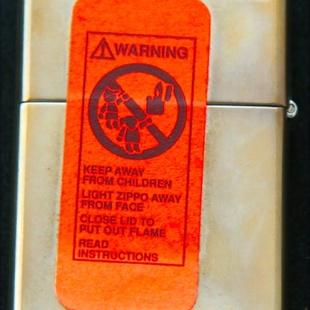 WARNING
KEEP AWAY
FROM CHILDREN
LIGHT ZIPPO AWAY
FROM FACE
CLOSE LID TO
PUT OUT FLAME
READ
INSTRUCTIONS